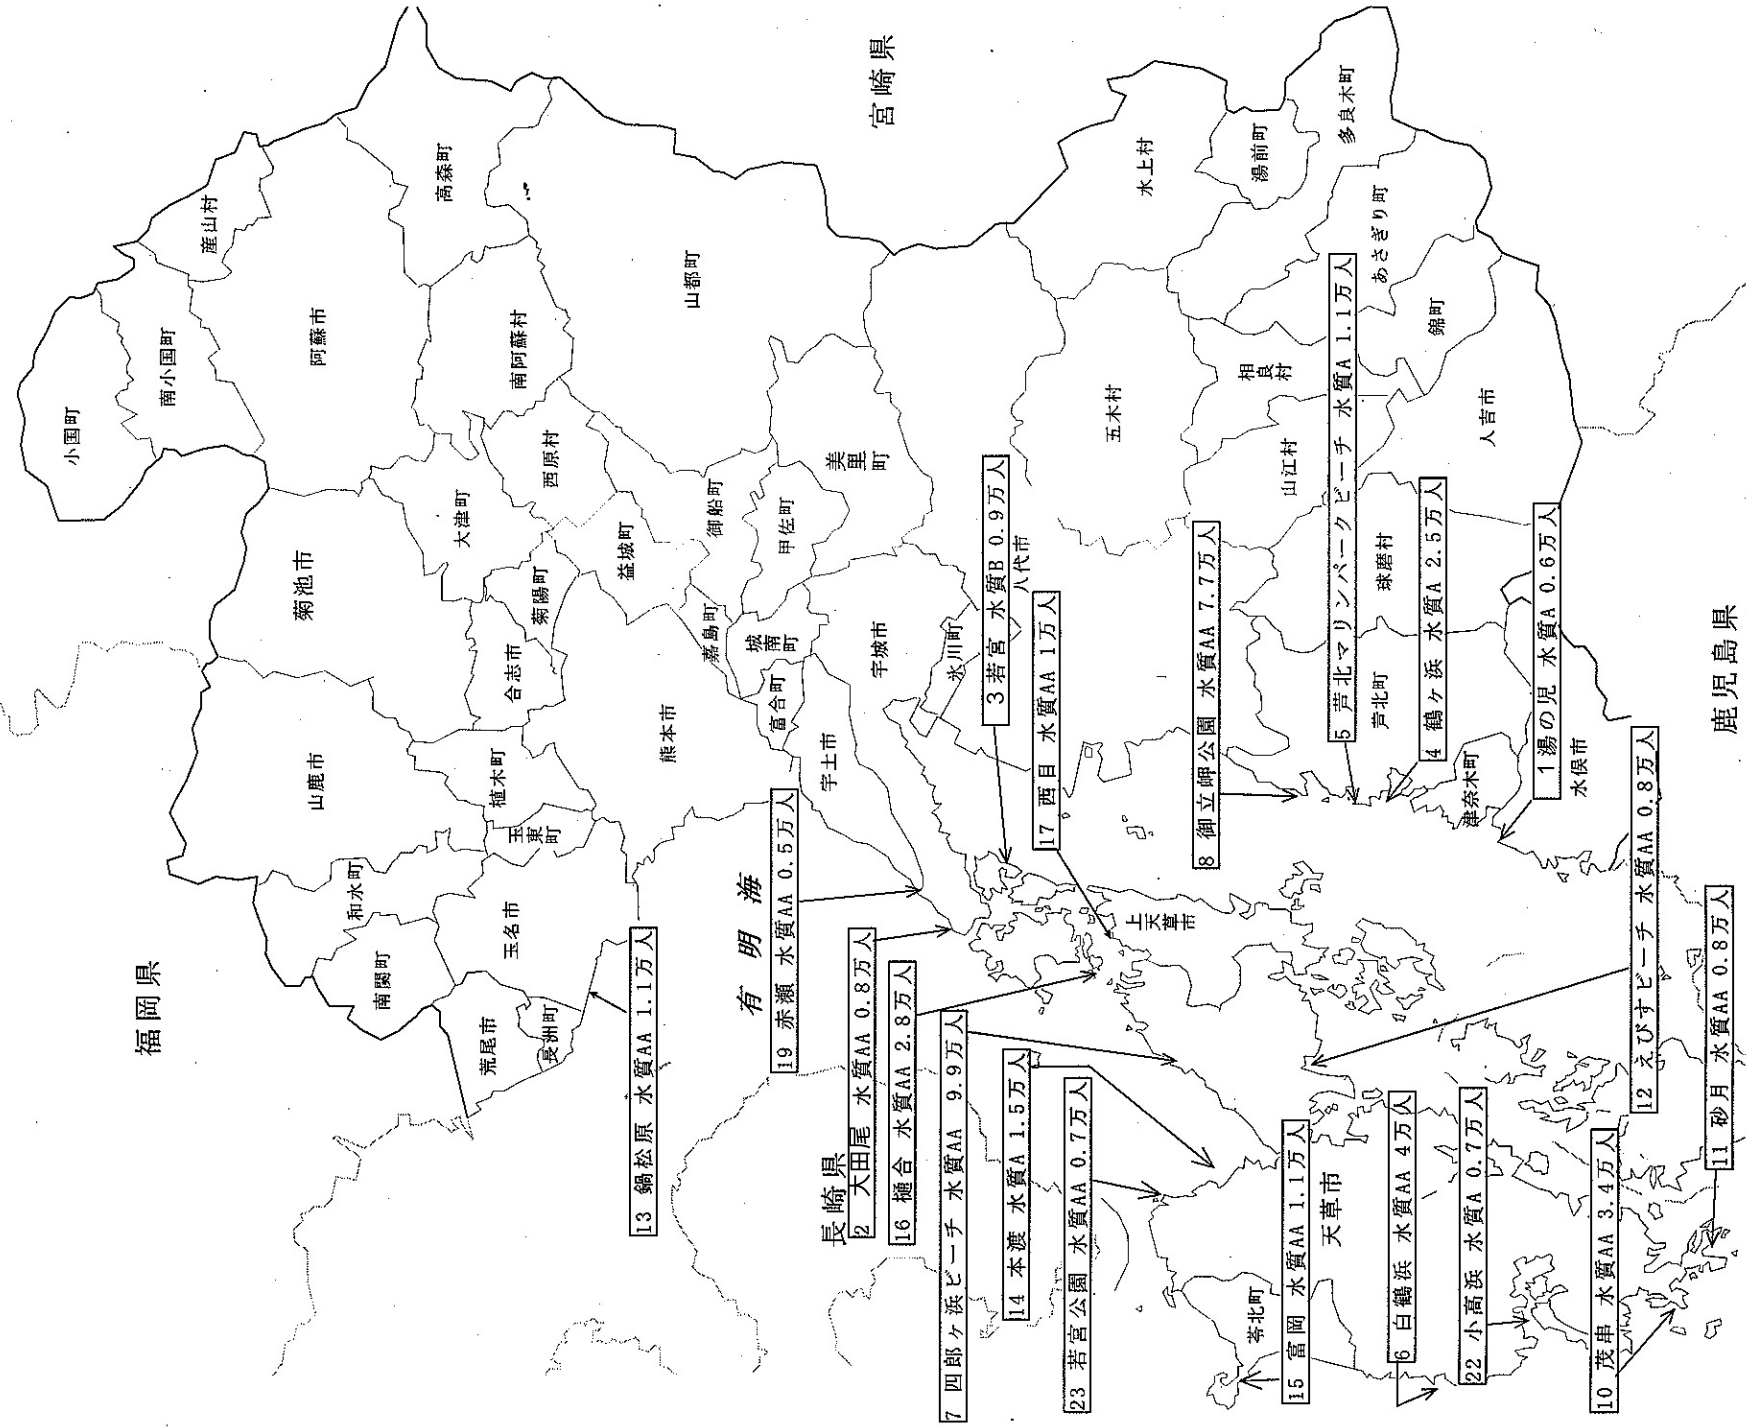 福岡県
小国町
南小国町
産山村
阿蘇市
高森町
菊池市
大津町
南阿蘇村
西原村
山鹿市
合志市
菊陽町
益城町
御船町
山都町
植木町
玉東町
熊本市
嘉島町
城南町
富合町
甲佐町
美里町
和水町
南関町
玉名市
荒尾市
長洲町
宇土市
宇城市
氷川町
八代市
宮崎県
有明海
長崎県
13 鍋松原 水質AA 1.1万人
19 赤瀬 水質AA 0.5万人
2 大田尾 水質AA 0.8万人
16 樋合 水質AA 2.8万人
7 四郎ヶ浜ビーチ 水質AA 9.9万人
3 若宮 水質B 0.9万人
14 本渡 水質A 1.5万人
17 西目 水質AA 1万人
23 若宮公園 水質AA 0.7万人
上天草市
五木村
水上村
湯前町
多良木町
あさぎり町
相良村
山江村
錦町
人吉市
球磨村
芦北町
津奈木町
水俣市
8 御立岬公園 水質AA 7.7万人
5 芦北マリンパークビーチ 水質A 1.1万人
4 鶴ヶ浜 水質A 2.5万人
1 湯の児 水質A 0.6万人
苓北町
天草市
15 富岡 水質AA 1.1万人
6 白鶴浜 水質AA 4万人
22 小高浜 水質A 0.7万人
10 茂串 水質AA 3.4万人
12 えびすビーチ 水質AA 0.8万人
11 砂月 水質AA 0.8万人
鹿児島県